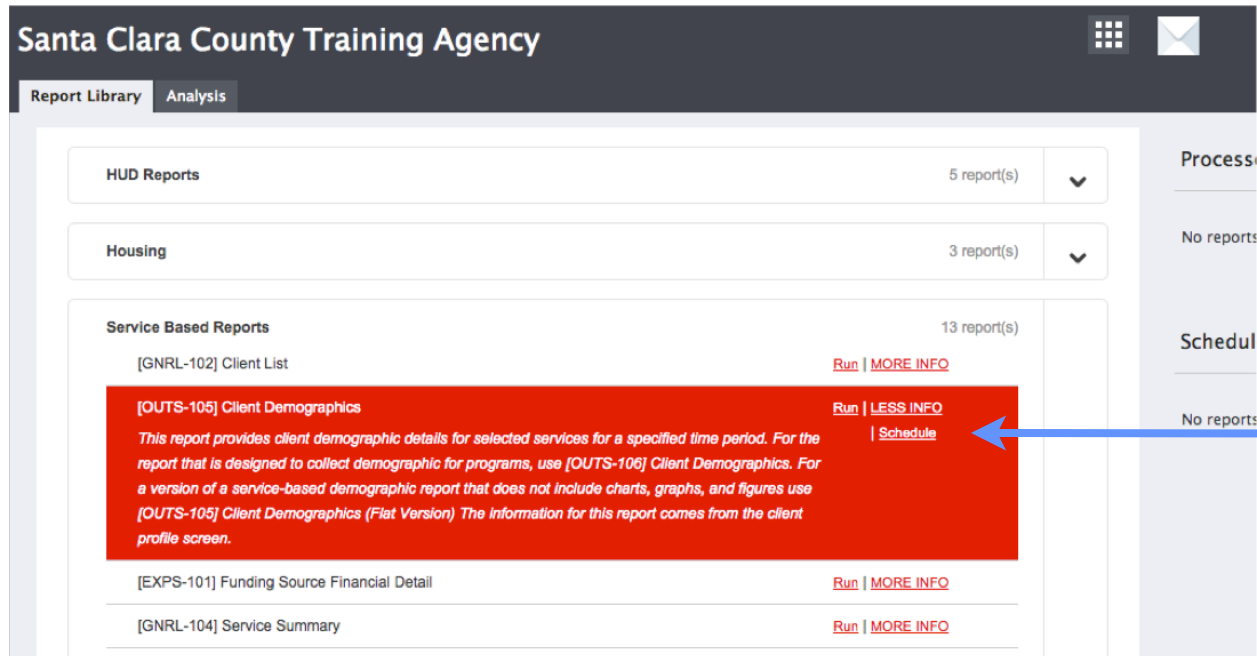 Santa Clara County Training Agency
Report Library Analysis
HUD Reports 5 report(s)
Housing 3 report(s)
Service Based Reports 13 report(s)
[GNRL-102] Client List Run | MORE INFO
[OUTS-105] Client Demographics Run | LESS INFO
| Schedule
This report provides client demographic details for selected services for a specified time period. For the
report that is designed to collect demographic for programs, use [OUTS-106] Client Demographics. For
a version of a service-based demographic report that does not include charts, graphs, and figures use
[OUTS-105] Client Demographics (Flat Version) The information for this report comes from the client
profile screen.
[EXPS-101] Funding Source Financial Detail Run | MORE INFO
[GNRL-104] Service Summary Run | MORE INFO
Process
No reports
Schedul
No reports